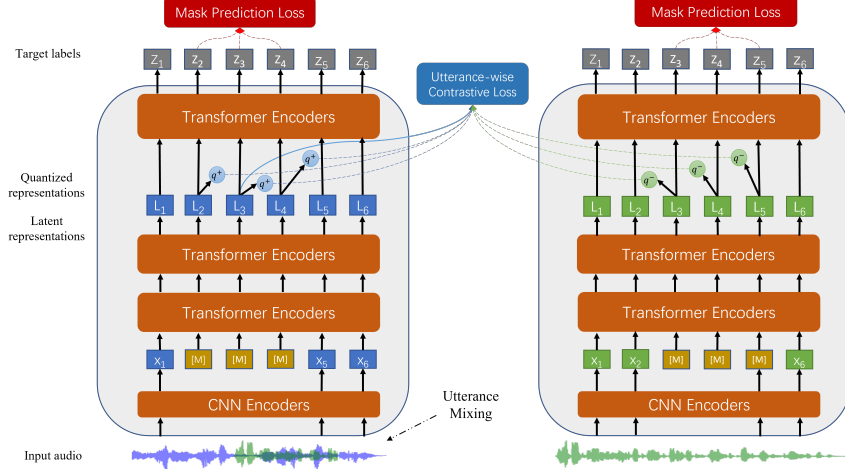 Mask Prediction Loss
Mask Prediction Loss
Target labels
Z1 Z2 Z3 Z4 Z5 Z6
Z1 Z2 Z3 Z4 Z5 Z6
Utterance-wise
Contrastive Loss
Transformer Encoders
Transformer Encoders
q+ q+ q+
q− q− q−
Quantized
representations
Latent
representations
L1 L2 L3 L4 L5 L6
L1 L2 L3 L4 L5 L6
Transformer Encoders
Transformer Encoders
Transformer Encoders
Transformer Encoders
X1 [M] [M] [M] X5 X6
X1 X2 [M] [M] [M] X6
CNN Encoders
CNN Encoders
Utterance
Mixing
Input audio